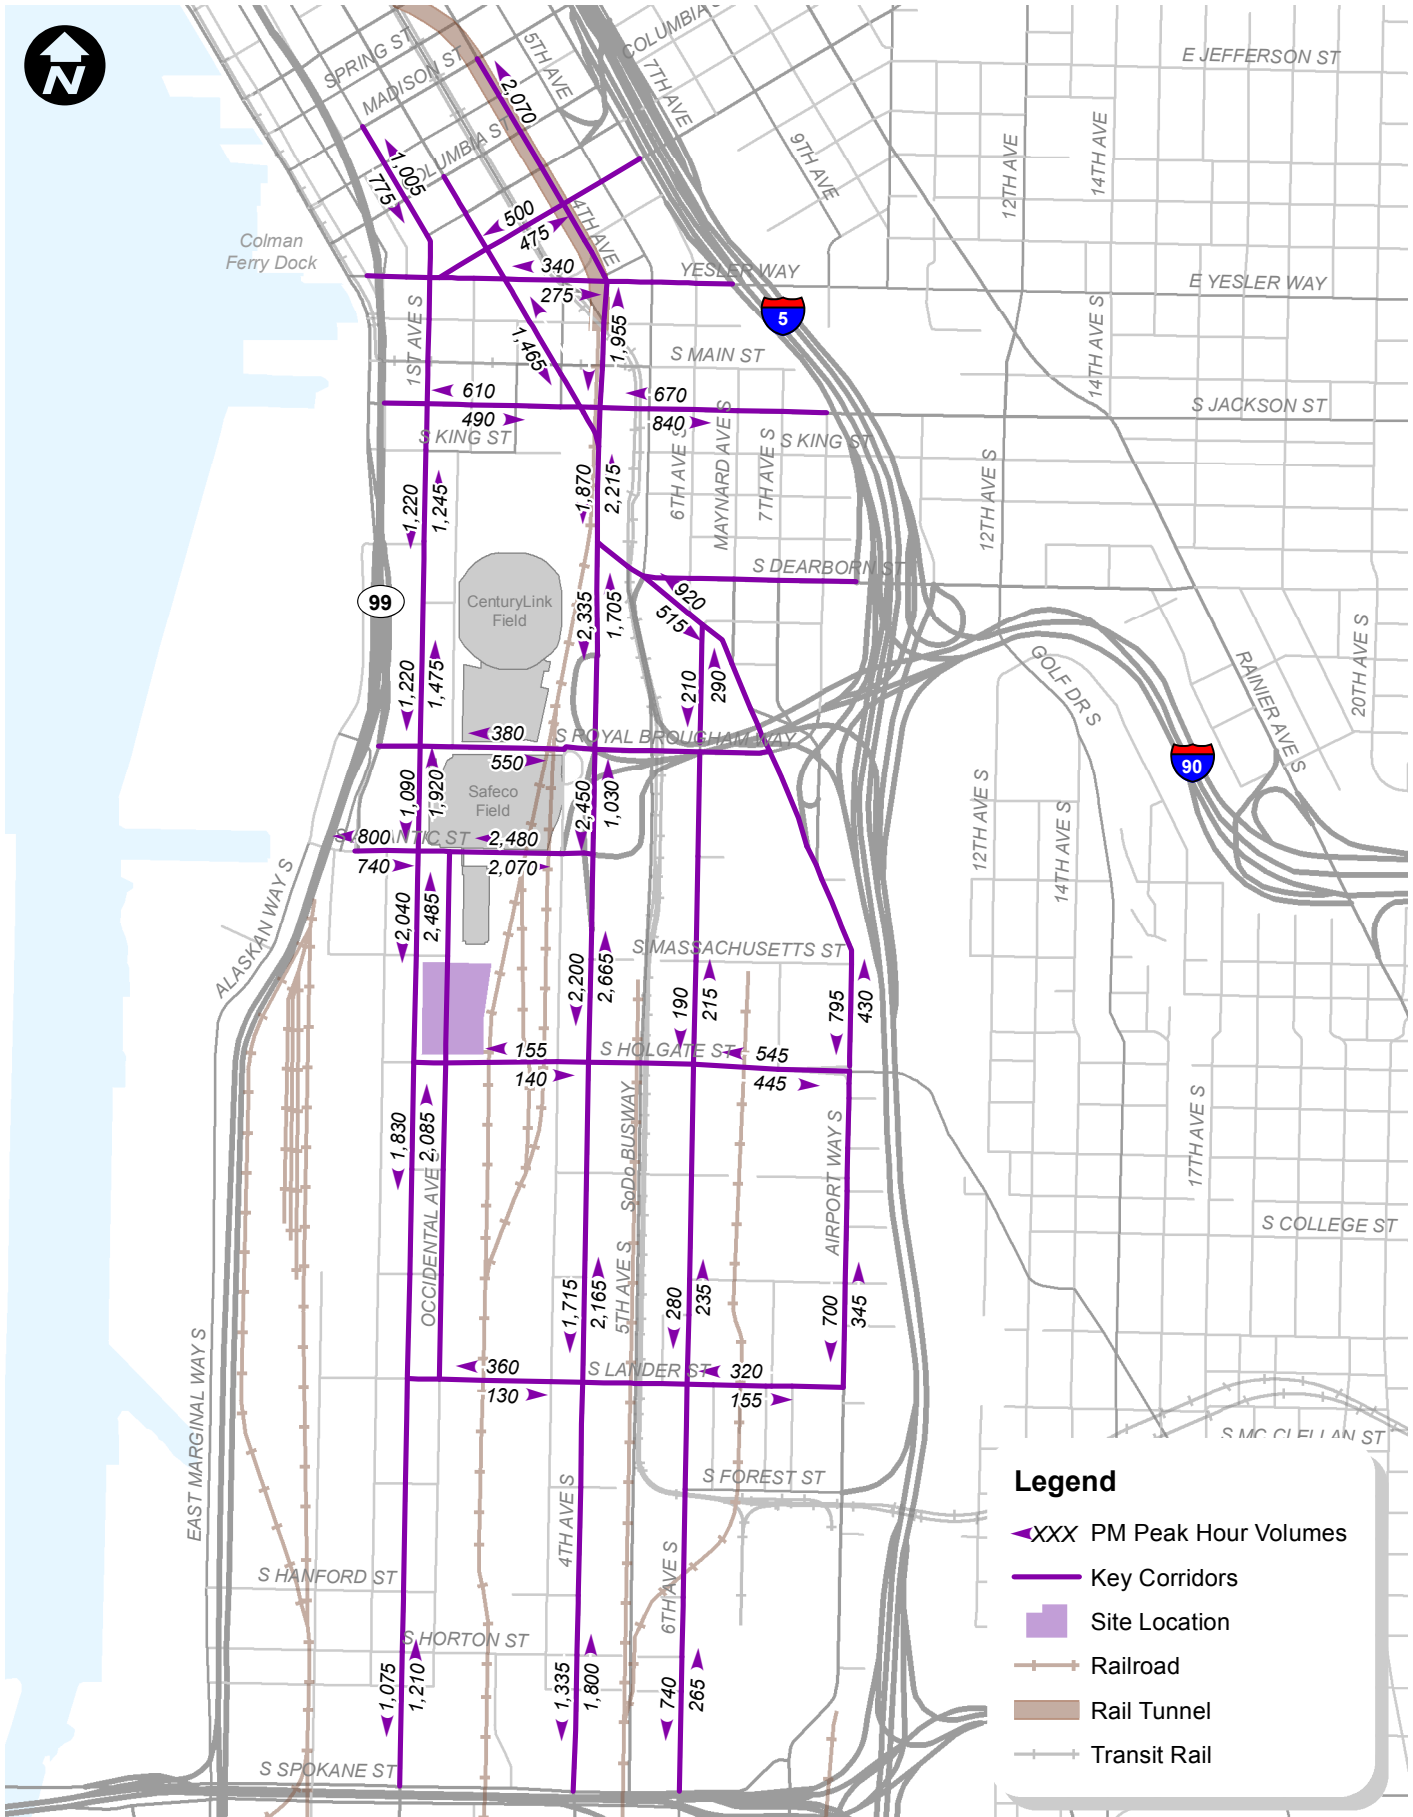 N
SPRING ST
MADISON ST
5TH AVE
COLUMBIA
7TH AVE
E JEFFERSON ST
2,070
9TH AVE
12TH AVE
14TH AVE
1,005
775
500
475
4TH AVE
Colman
Ferry Dock
340
YESLER WAY
275
E YESLER WAY
5
1ST AVE S
1,465
1,955
S MAIN ST
14TH AVE S
610
670
490
840
S JACKSON ST
S KING ST
S KING ST
6TH AVE S
MAYNARD AVE S
7TH AVE S
12TH AVE S
1,220
1,245
1,870
2,215
S DEARBORN ST
99
CenturyLink
Field
2,335
1,705
920
515
1,220
1,475
210
290
GOLF DR S
RAINIER AVE S
20TH AVE S
380
S ROYAL BROUGHAM WAY
550
90
1,090
1,920
Safeco
Field
2,450
1,030
12TH AVE S
14TH AVE S
800
2,480
740
2,070
ALASKAN WAY S
2,040
2,485
S MASSACHUSETTS ST
2,200
2,665
190
215
795
430
155
S HOLGATE ST
545
140
445
1,830
2,085
OCCIDENTAL AVE S
SoDo BUSWAY
AIRPORT WAY S
17TH AVE S
S COLLEGE ST
1,715
2,165
5TH AVE S
280
235
700
345
EAST MARGINAL WAY S
360
S LANDER ST
320
130
155
S MC CLELLAN ST
S FOREST ST
4TH AVE S
6TH AVE S
S HANFORD ST
S HORTON ST
1,075
1,210
1,335
1,800
740
265
S SPOKANE ST
Legend
XXX PM Peak Hour Volumes
Key Corridors
Site Location
Railroad
Rail Tunnel
Transit Rail